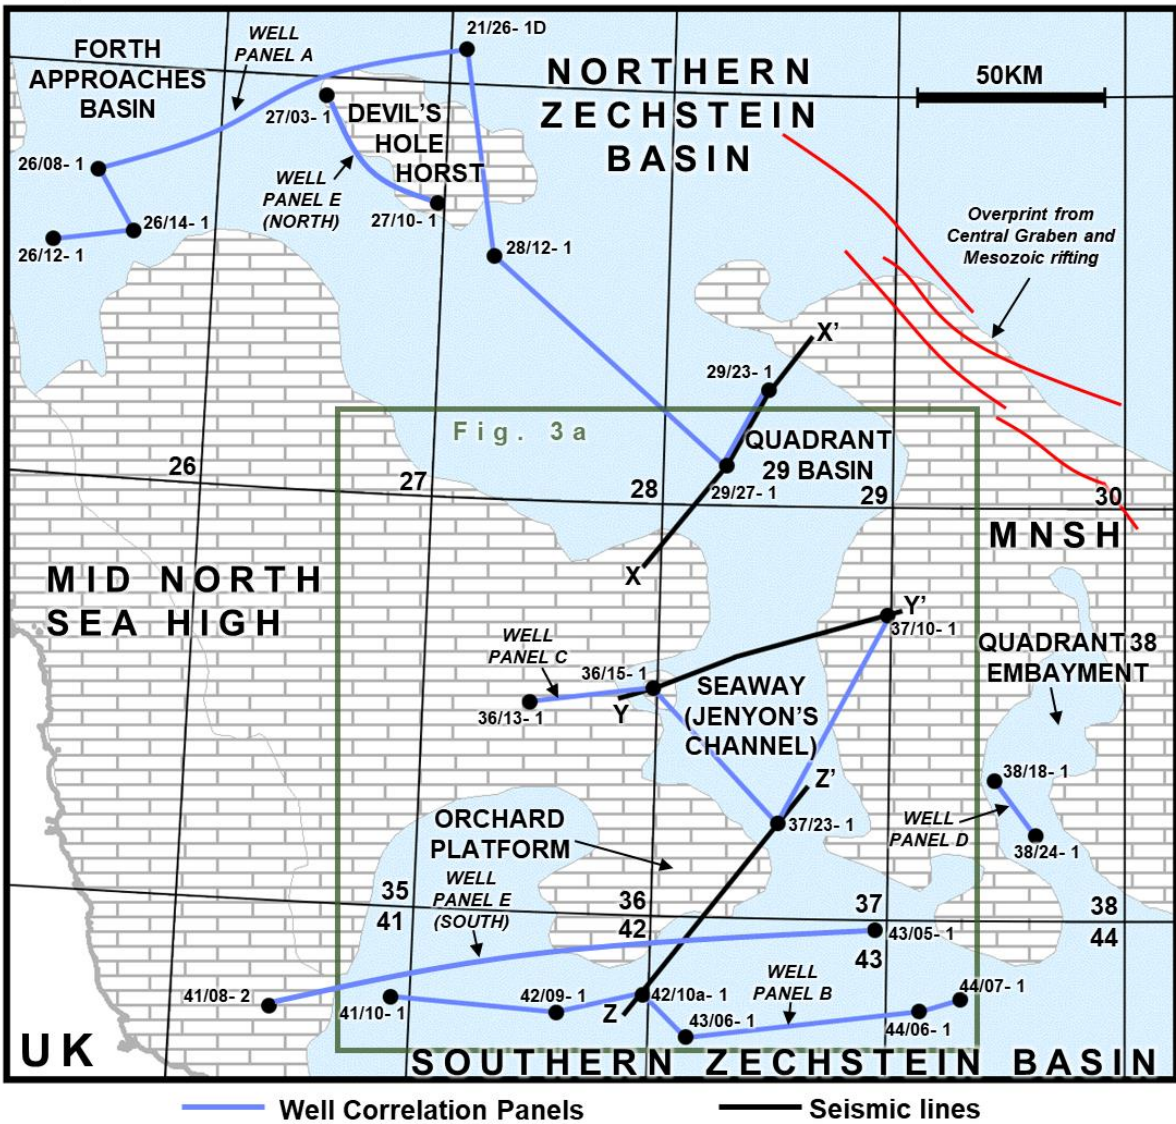 FORTH
APPROACHES
BASIN
WELL
PANEL A
21/26- 1D
NORTHERN
ZECHSTEIN
BASIN
50KM
27/03- 1
DEVIL'S
HOLE
HORST
26/08- 1
WELL
PANEL E
(NORTH)
27/10- 1
26/14- 1
26/12- 1
28/12- 1
Overprint from
Central Graben and
Mesozoic rifting
X'
29/23- 1
Fig. 3a
QUADRANT
29 BASIN
26
27
28
29/27- 1
29
30
MNSH
X
MID NORTH
SEA HIGH
Y'
37/10- 1
WELL
PANEL C
36/15- 1
36/13- 1
Y
SEAWAY
(JENYON'S
CHANNEL)
QUADRANT 38
EMBAYMENT
Z'
38/18- 1
37/23- 1
WELL
PANEL D
38/24- 1
ORCHARD
PLATFORM
WELL
PANEL E
(SOUTH)
35
41
36
42
37
43
38
44
43/05- 1
41/08- 2
41/10- 1
42/09- 1
Z
42/10a- 1
43/06- 1
WELL
PANEL B
44/07- 1
44/06- 1
UK
SOUTHERN ZECHSTEIN BASIN
Well Correlation Panels
Seismic lines